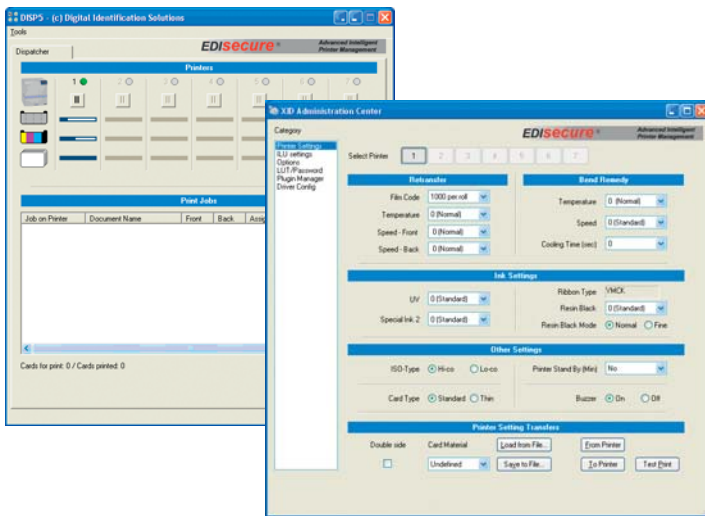 DISP5 - (c) Digital Identification Solutions
Tools
Dispatcher
EDIsecure®
Advanced Intelligent
Printer Management
Printers
1 2 3 4 5 6 7
Print Jobs
Job on Printer Document Name Front Back Assig
Cards for print: 0 / Cards printed: 0
XID Administration Center
Category
Printer Settings
ILU settings
Options
LUT/Password
Plugin Manager
Driver Config
EDIsecure®
Advanced Intelligent
Printer Management
Select Printer 1 2 3 4 5 6 7
Retransfer
Film Code 1000 per.roll
Temperature 0 (Normal)
Speed - Front 0 (Normal)
Speed - Back 0 (Normal)
Bend Remedy
Temperature 0 (Normal)
Speed 0 (Standard)
Cooling Time (sec) 0
Ink Settings
UV 0 (Standard)
Special Ink 2 0 (Standard)
Ribbon Type VMCK
Resin Black 0 (Standard)
Resin Black Mode Normal Fine
Other Settings
ISO-Type Hi-co Lo-co
Printer Stand By (Min) No
Card Type Standard Thin
Buzzer On Off
Printer Setting Transfers
Double side Card Material Load from File... From Printer
Undefined Save to File... To Printer Test Print